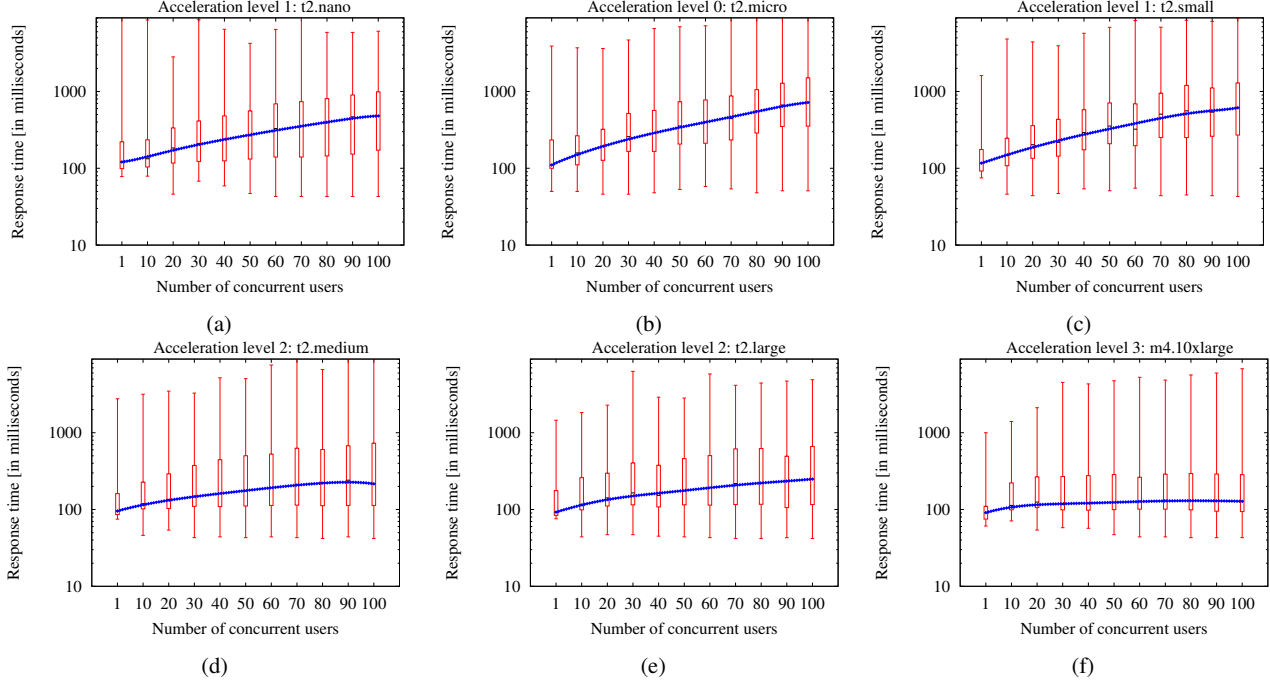 Acceleration level 1: t2.nano
Response time [in milliseconds]
1000
100
10
1 10 20 30 40 50 60 70 80 90 100
Number of concurrent users
(a)
Acceleration level 0: t2.micro
Response time [in milliseconds]
1000
100
10
1 10 20 30 40 50 60 70 80 90 100
Number of concurrent users
(b)
Acceleration level 1: t2.small
Response time [in milliseconds]
1000
100
10
1 10 20 30 40 50 60 70 80 90 100
Number of concurrent users
(c)
Acceleration level 2: t2.medium
Response time [in milliseconds]
1000
100
10
1 10 20 30 40 50 60 70 80 90 100
Number of concurrent users
(d)
Acceleration level 2: t2.large
Response time [in milliseconds]
1000
100
10
1 10 20 30 40 50 60 70 80 90 100
Number of concurrent users
(e)
Acceleration level 3: m4.10xlarge
Response time [in milliseconds]
1000
100
10
1 10 20 30 40 50 60 70 80 90 100
Number of concurrent users
(f)